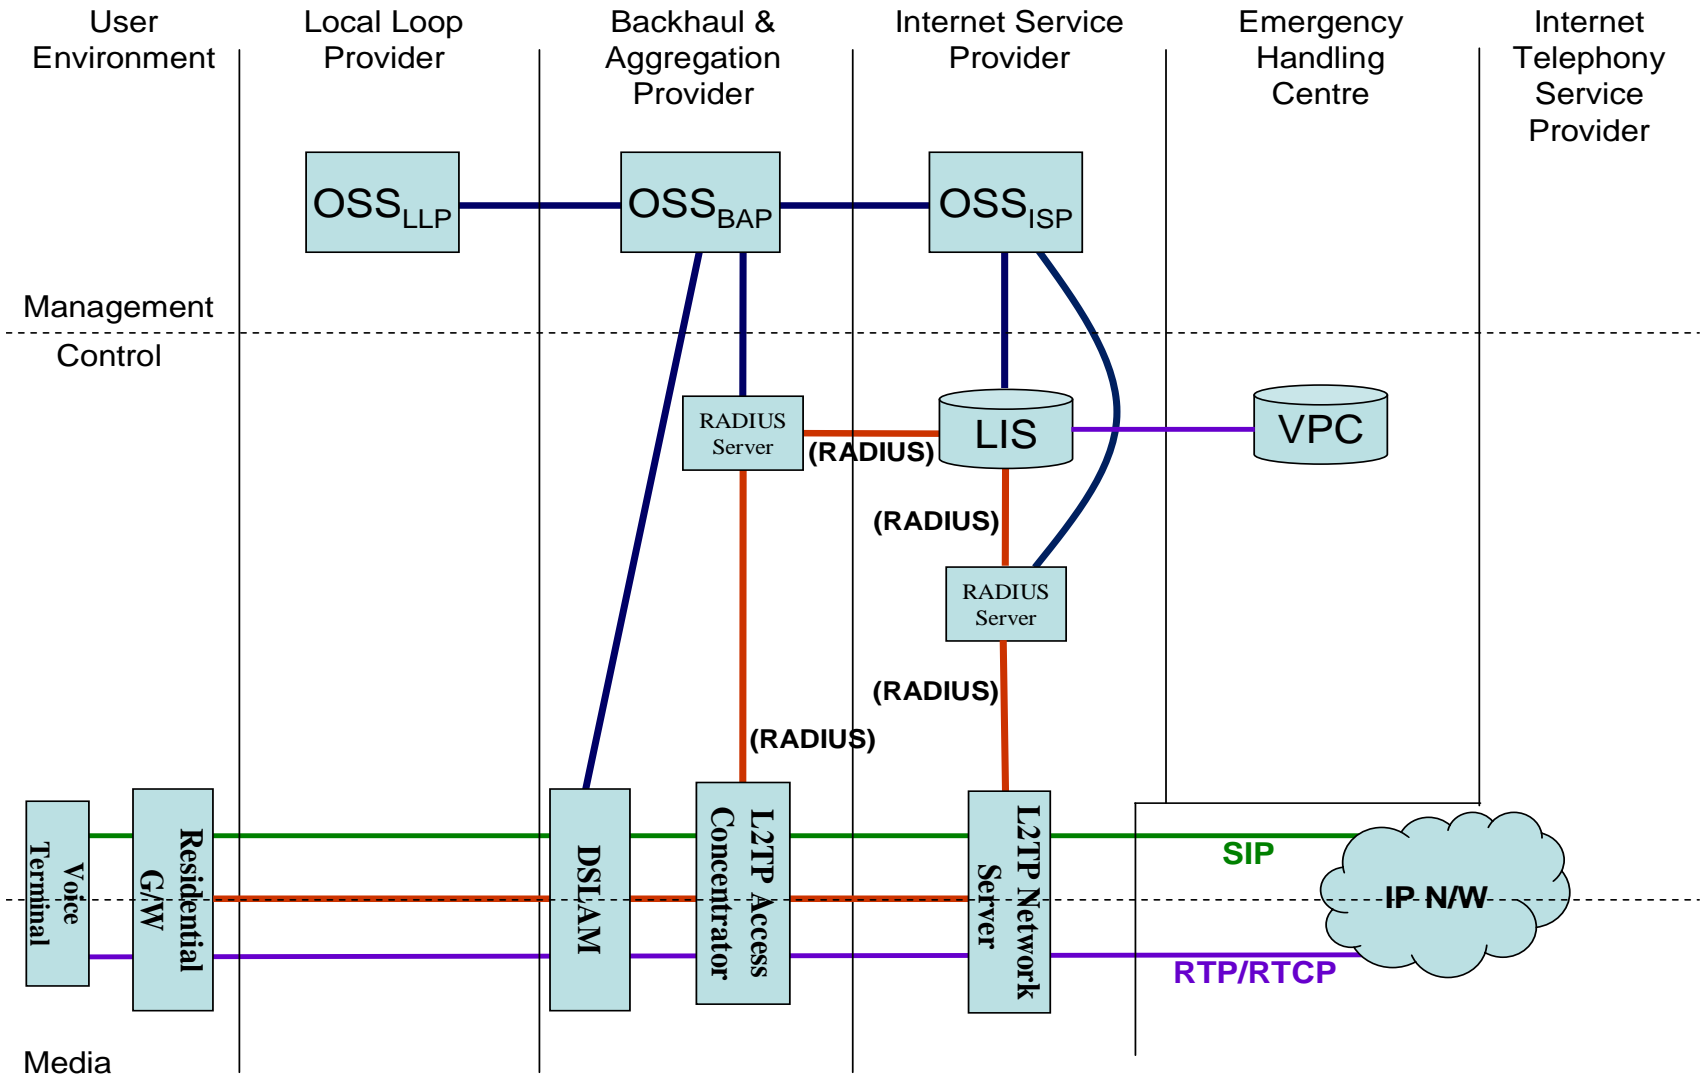 User
Environment
Local Loop
Provider
Backhaul &
Aggregation
Provider
Internet Service
Provider
Emergency
Handling
Centre
Internet
Telephony
Service
Provider
OSSLLP
OSSBAP
OSSISP
Management
Control
RADIUS
Server
(RADIUS)
LIS
VPC
(RADIUS)
RADIUS
Server
(RADIUS)
(RADIUS)
Voice
Terminal
Residential
G/W
DSLAM
L2TP Access
Concentrator
L2TP Network
Server
SIP
IP N/W
RTP/RTCP
Media